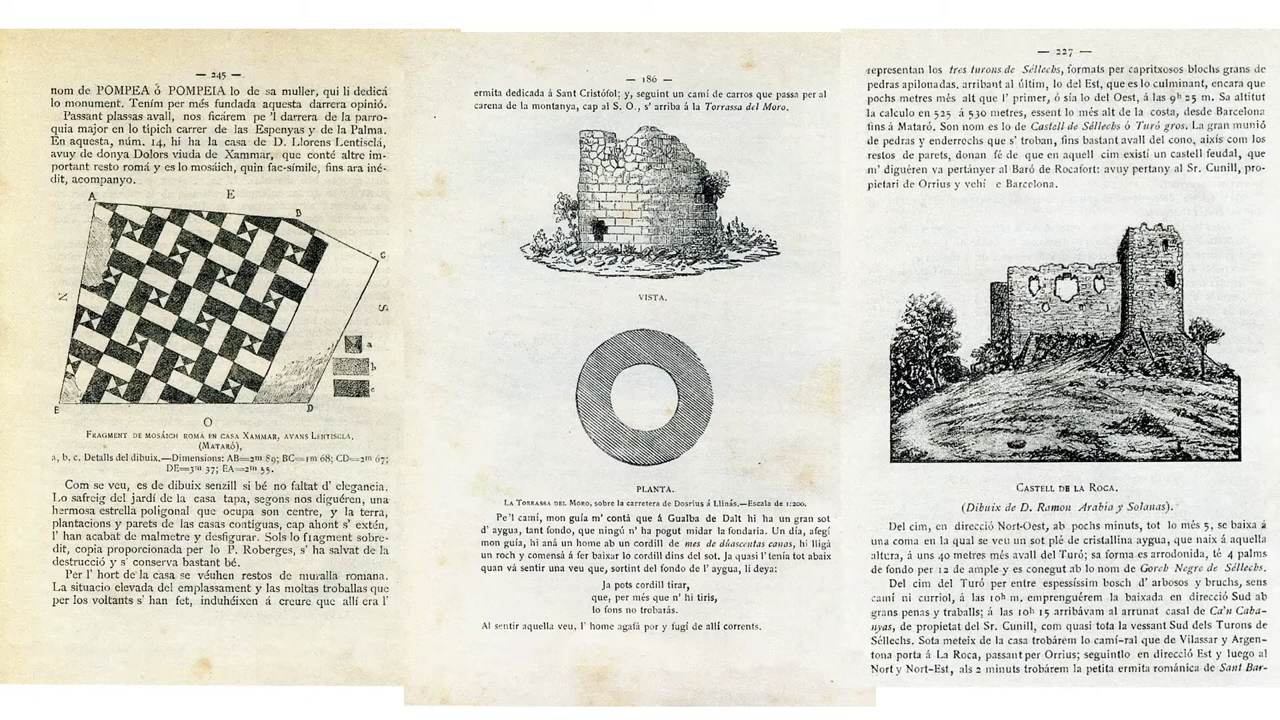 — 245 —
nom de POMPEA ó POMPEIA lo de sa muller, qui li dedicá
lo monument. Tením per més fundada aquesta darrera opinió.
Passant plassas avall, nos ficárem pe 'l darrera de la parro-
quia major en lo típich carrer de las Espenyas y de la Palma.
En aquesta, núm. 14, hi há la casa de D. Llorens Lentisclá,
avuy de donya Dolors viuda de Xammar, que conté altre im-
portant resto romá y es lo mosáich, quin fac-símile, fins ara iné-
dit, acompanyo.
A
E
B
C
N
S
a
b
c
E
D
O
Fragment de mosáich romá en casa Xammar, avans Lentisclá,
(Mataró),
a, b, c. Detalls del dibuix.—Dimensions: AB=2m 89; BC=1m 68; CD=2m 67;
DE=3m 37; EA=2m 55.
Com se veu, es de dibuix senzill si bé no faltat d' elegancia.
Lo safreig del jardí de la casa tapa, segons nos diguéren, una
hermosa estrella poligonal que ocupa son centre, y la terra,
plantacions y parets de las casas contiguas, cap ahont s' extén,
l' han acabat de malmetre y desfigurar. Sols lo fragment sobre-
dit, copia proporcionada per lo P. Roberges, s' ha salvat de la
destrucció y s' conserva bastant bé.
Per l' hort de la casa se véuhen restos de muralla romana.
La situacio elevada del emplassament y las moltas troballas que
per los voltants s' han fet, induhéixen á creure que allí era l'
— 186 —
ermita dedicada á Sant Cristófol; y, seguint un camí de carros que passa per al
carena de la montanya, cap al S. O., s' arriba á la Torrassa del Moro.
VISTA.
PLANTA.
La Torrassa del Moro, sobre la carretera de Dosrius á Llinás.—Escala de 1:200.
Pe'l camí, mon guía m' contá que á Gualba de Dalt hi ha un gran sot
d' aygua, tant fondo, que ningú n' ha pogut midar la fondaria. Un día, afegí
mon guía, hi aná un home ab un cordill de mes de dúascentas canas, hi lligá
un roch y comensá á fer baixar lo cordill dins del sot. Ja quasi l' tenía tot abaix
quan vá sentir una veu que, sortint del fondo de l' aygua, li deya:
Ja pots cordill tirar,
que, per més que n' hi tiris,
lo fons no trobarás.
Al sentir aquella veu, l' home agafá por y fugí de allí corrents.
— 227 —
representan los tres turons de Séllechs, formats per capritxosos blochs grans de
pedras apilonadas. arribant al últim, lo del Est, que es lo culminant, encara que
pochs metres més alt que l' primer, ó sía lo del Oest, á las 9h 25 m. Sa altitut
la calculo en 525 á 530 metres, essent lo més alt de la costa, desde Barcelona
fins á Mataró. Son nom es lo de Castell de Séllechs ó Turó gros. La gran munió
de pedras y enderrochs que s' troban, fins bastant avall del cono, aixís com los
restos de parets, donan fé de que en aquell cim existí un castell feudal, que
m' diguéren va pertányer al Baró de Rocafort: avuy pertany al Sr. Cunill, pro-
pietari de Orrius y vehí e Barcelona.
Castell de la Roca.
(Dibuix de D. Ramon Arabia y Solanas).
Del cim, en direcció Nort-Oest, ab pochs minuts, tot lo més 5, se baixa á
una coma en la qual se veu un sot plé de cristallina aygua, que naix á aquella
altura, á uns 40 metres més avall del Turó; sa forma es arrodonida, té 4 palms
de fondo per 12 de ample y es conegut ab lo nom de Gorch Negre de Séllechs.
Del cim del Turó per entre espessíssim bosch d' arbosos y bruchs, sens
camí ni curriol, á las 10h m. emprenguérem la baixada en direcció Sud ab
grans penas y traballs; á las 10h 15 arribávam al arrunat casal de Ca'n Caba-
nyas, de propietat del Sr. Cunill, com quasi tota la vessant Sud dels Turons de
Séllechs. Sota meteix de la casa trobárem lo camí-ral que de Vilassar y Argen-
tona porta á La Roca, passant per Orrius; seguintlo en direcció Est y luego al
Nort y Nort-Est, als 2 minuts trobárem la petita ermita románica de Sant Bar-